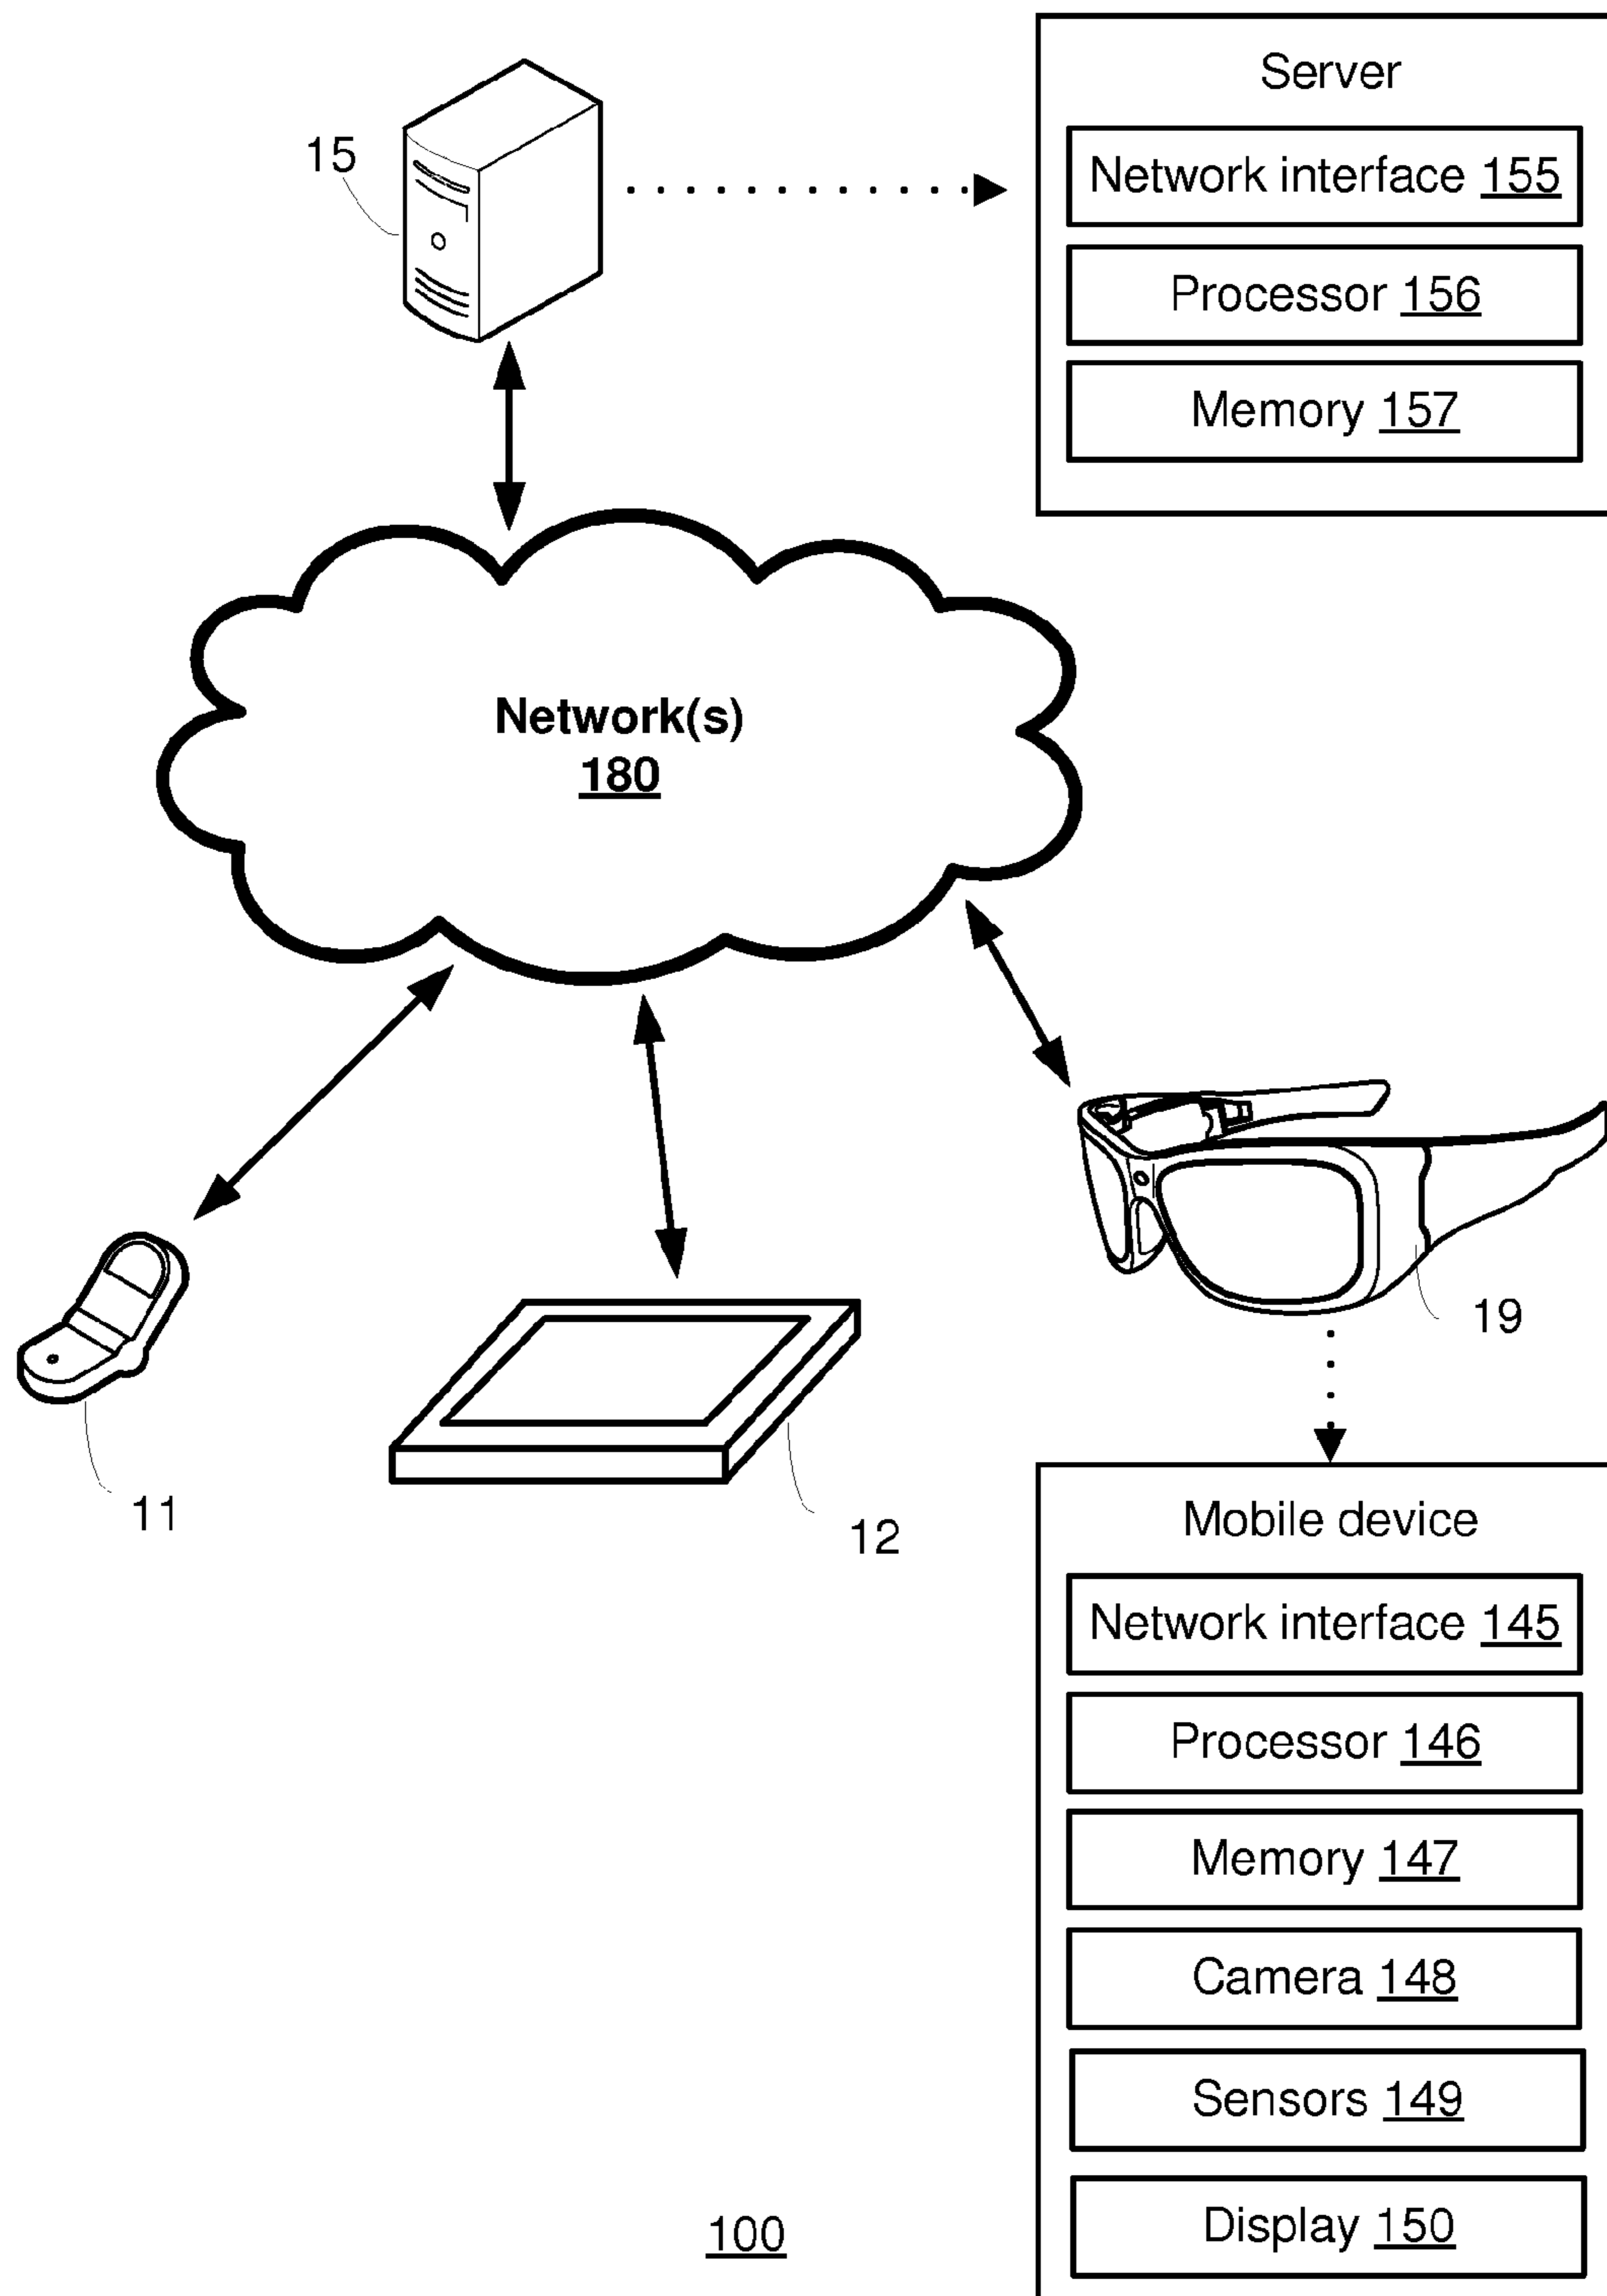 Server
15
Network interface 155
Processor 156
Memory 157
Network(s)
180
19
11
12
Mobile device
Network interface 145
Processor 146
Memory 147
Camera 148
Sensors 149
Display 150
100